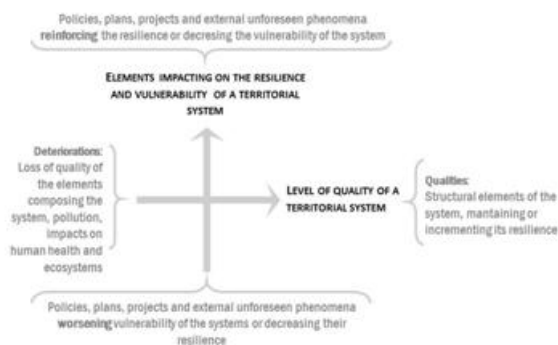 Policies, plans, projects and external unforeseen phenomena
reinforcing the resilience or decresing the vulnerability of the system
ELEMENTS IMPACTING ON THE RESILIENCE
AND VULNERABILITY OF A TERRITORIAL
SYSTEM
Deteriorations:
Loss of quality of
the elements
composing the
system, pollution,
impacts on
human health and
ecosystems
LEVEL OF QUALITY OF A
TERRITORIAL SYSTEM
Qualities:
Structural elements of the
system, mantaining or
incrementing its resilience
Policies, plans, projects and external unforeseen phenomena
worsening vulnerability of the systems or decreasing their
resilience